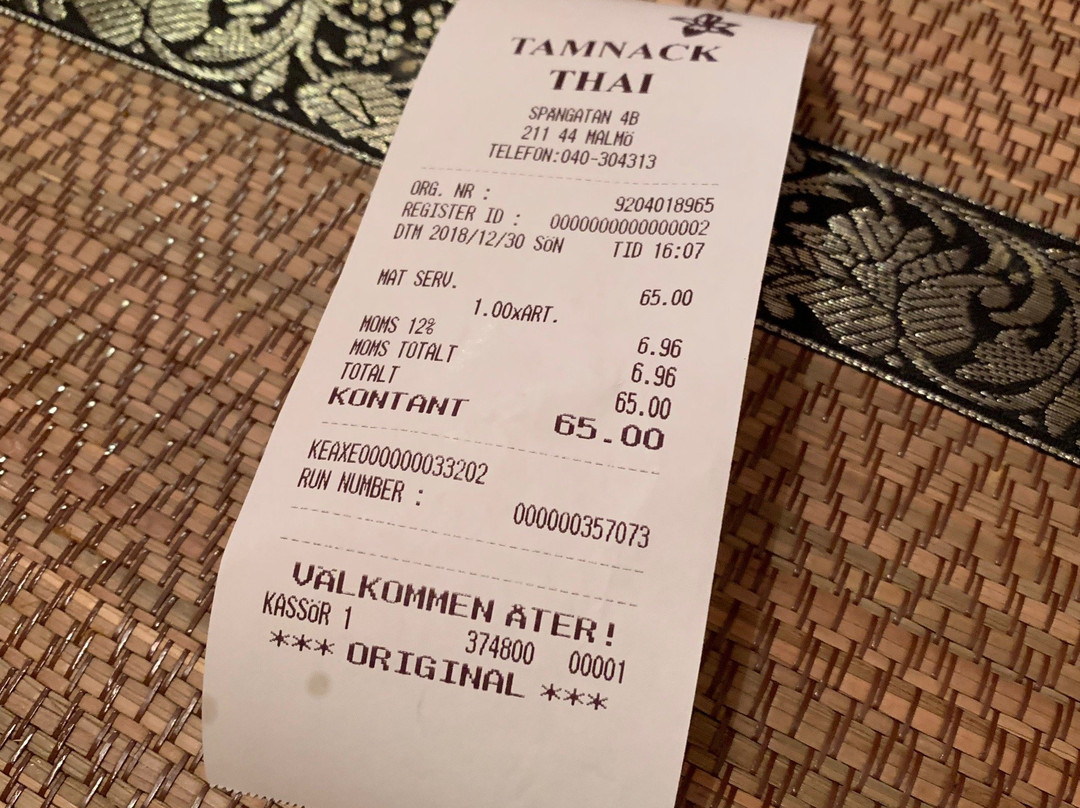 TAMNACK
THAI
SPÅNGATAN 4B
211 44 MALMÖ
TELEFON:040-304313
ORG. NR : 9204018965
REGISTER ID : 0000000000000002
DTM 2018/12/30 SÖN TID 16:07
MAT SERV. 65.00
1.00xART.
MOMS 12% 6.96
MOMS TOTALT 6.96
TOTALT 65.00
KONTANT 65.00
KEAXE000000033202
RUN NUMBER :
000000357073
VÄLKOMMEN ÅTER!
KASSÖR 1 374800 00001
*** ORIGINAL ***